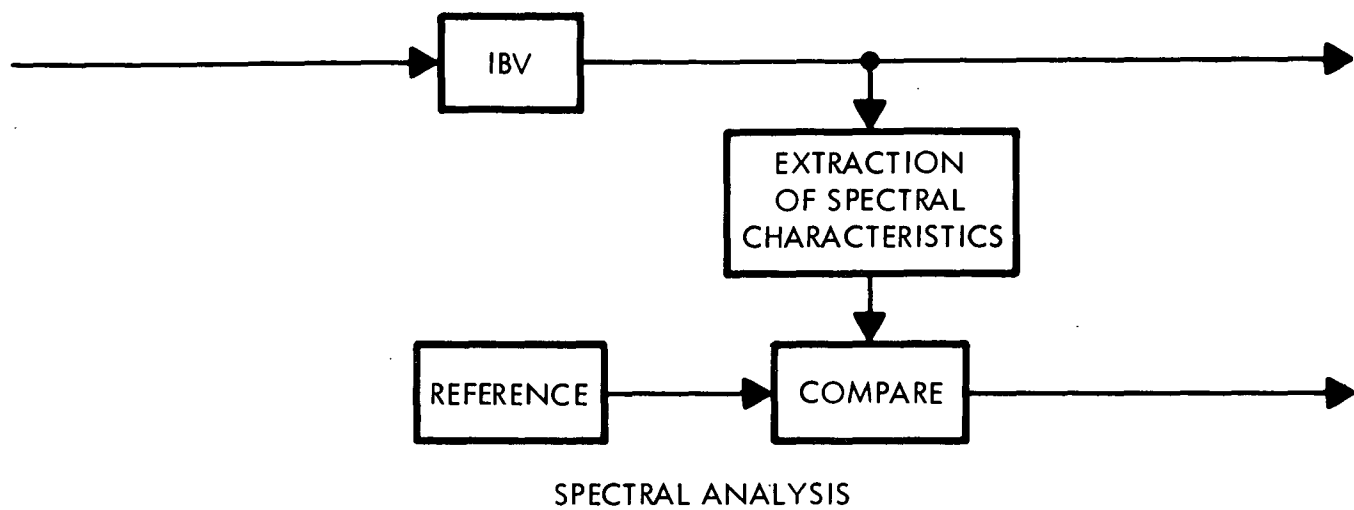 IBV
EXTRACTION
OF SPECTRAL
CHARACTERISTICS
REFERENCE
COMPARE
SPECTRAL ANALYSIS